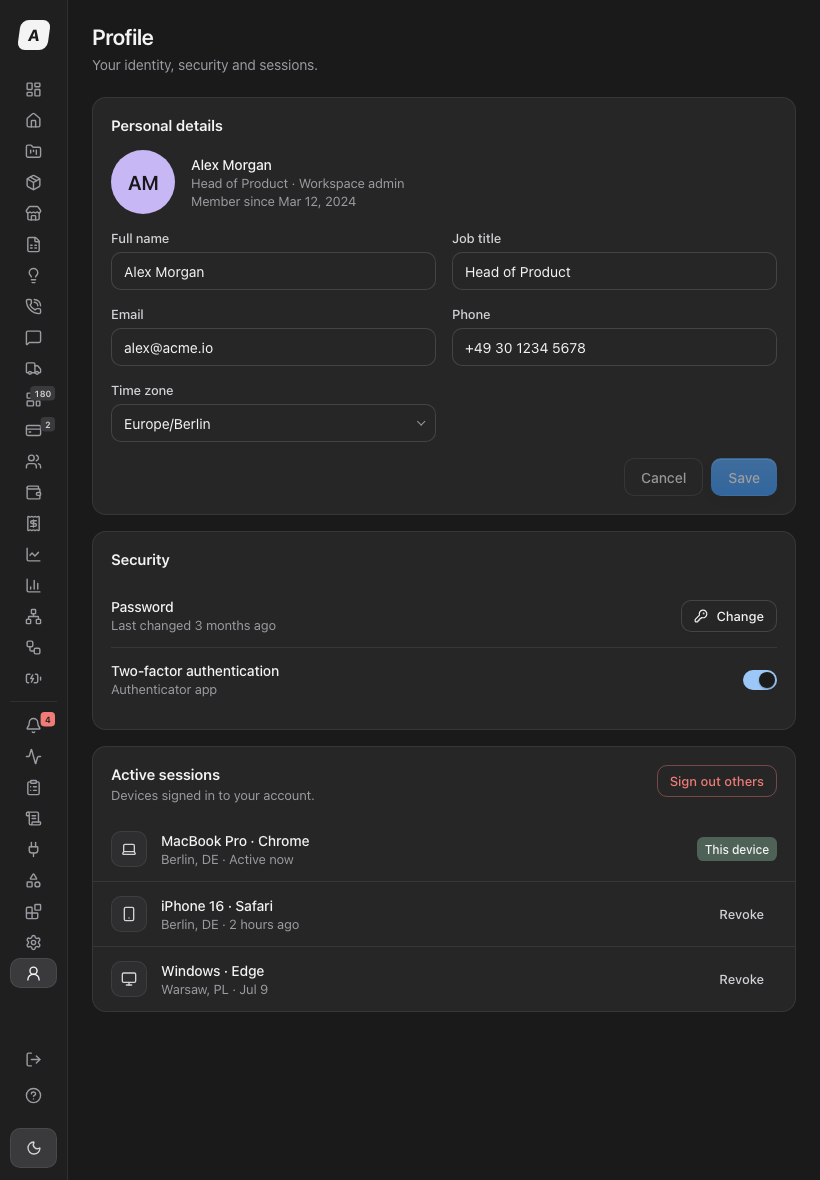 A
Profile
Your identity, security and sessions.
Personal details
AM
Alex Morgan
Head of Product · Workspace admin
Member since Mar 12, 2024
Full name
Job title
Alex Morgan
Head of Product
Email
Phone
alex@acme.io
+49 30 1234 5678
Time zone
Europe/Berlin
180
2
Cancel
Save
Security
Password
Last changed 3 months ago
Change
Two-factor authentication
Authenticator app
4
Active sessions
Devices signed in to your account.
Sign out others
MacBook Pro · Chrome
Berlin, DE · Active now
This device
iPhone 16 · Safari
Berlin, DE · 2 hours ago
Revoke
Windows · Edge
Warsaw, PL · Jul 9
Revoke